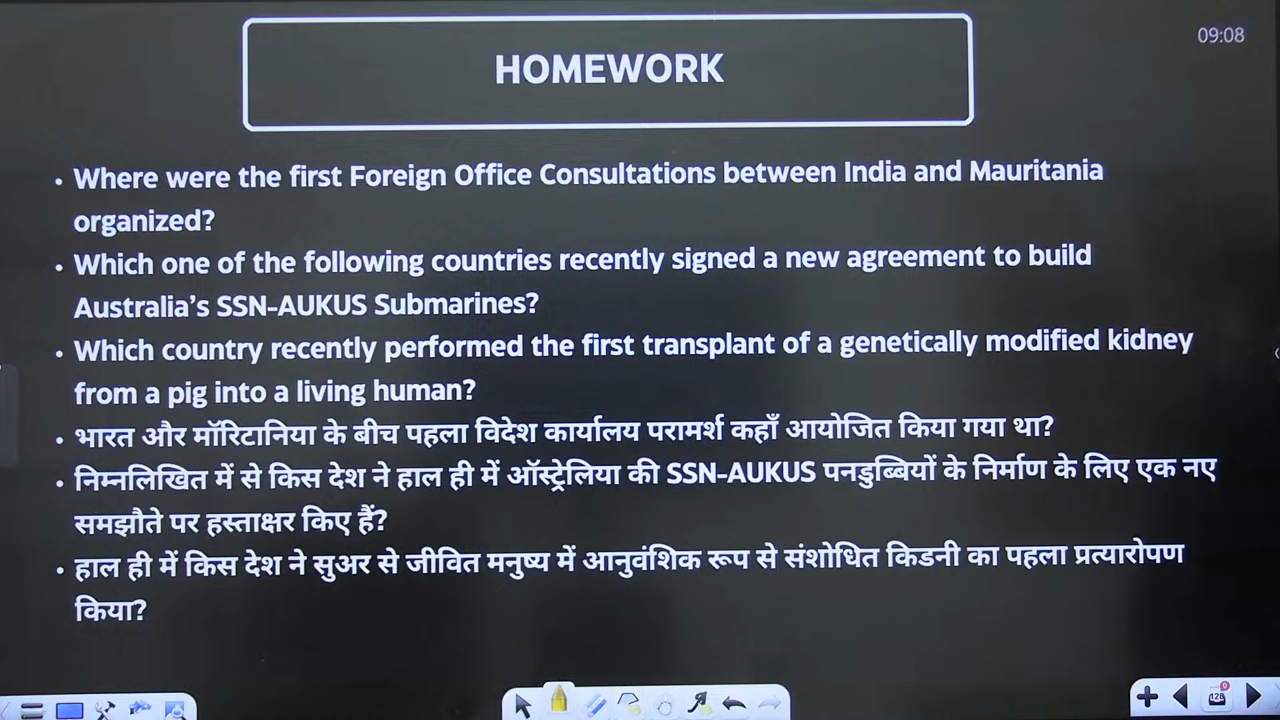 HOMEWORK
09:08
• Where were the first Foreign Office Consultations between India and Mauritania
organized?
• Which one of the following countries recently signed a new agreement to build
Australia's SSN-AUKUS Submarines?
• Which country recently performed the first transplant of a genetically modified kidney
from a pig into a living human?
• भारत और मॉरिटानिया के बीच पहला विदेश कार्यालय परामर्श कहाँ आयोजित किया गया था?
• निम्नलिखित में से किस देश ने हाल ही में ऑस्ट्रेलिया की SSN-AUKUS पनडुब्बियों के निर्माण के लिए एक नए
समझौते पर हस्ताक्षर किए हैं?
• हाल ही में किस देश ने सुअर से जीवित मनुष्य में आनुवंशिक रूप से संशोधित किडनी का पहला प्रत्यारोपण
किया?
128